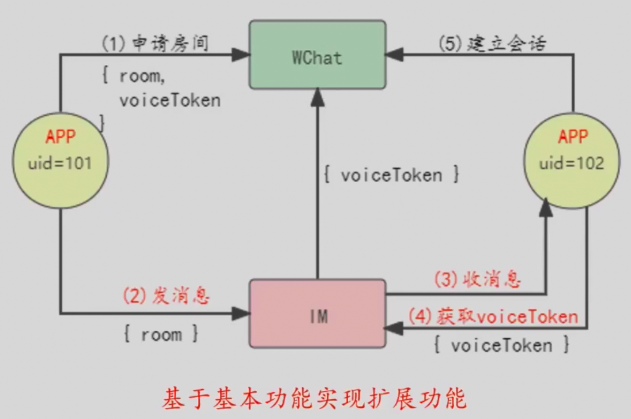 (1)申请房间
(5)建立会话
WChat
{ room,
voiceToken
}
APP
uid=101
APP
uid=102
{ voiceToken }
(2)发消息
{ room }
IM
(3)收消息
(4)获取voiceToken
{ voiceToken }
基于基本功能实现扩展功能